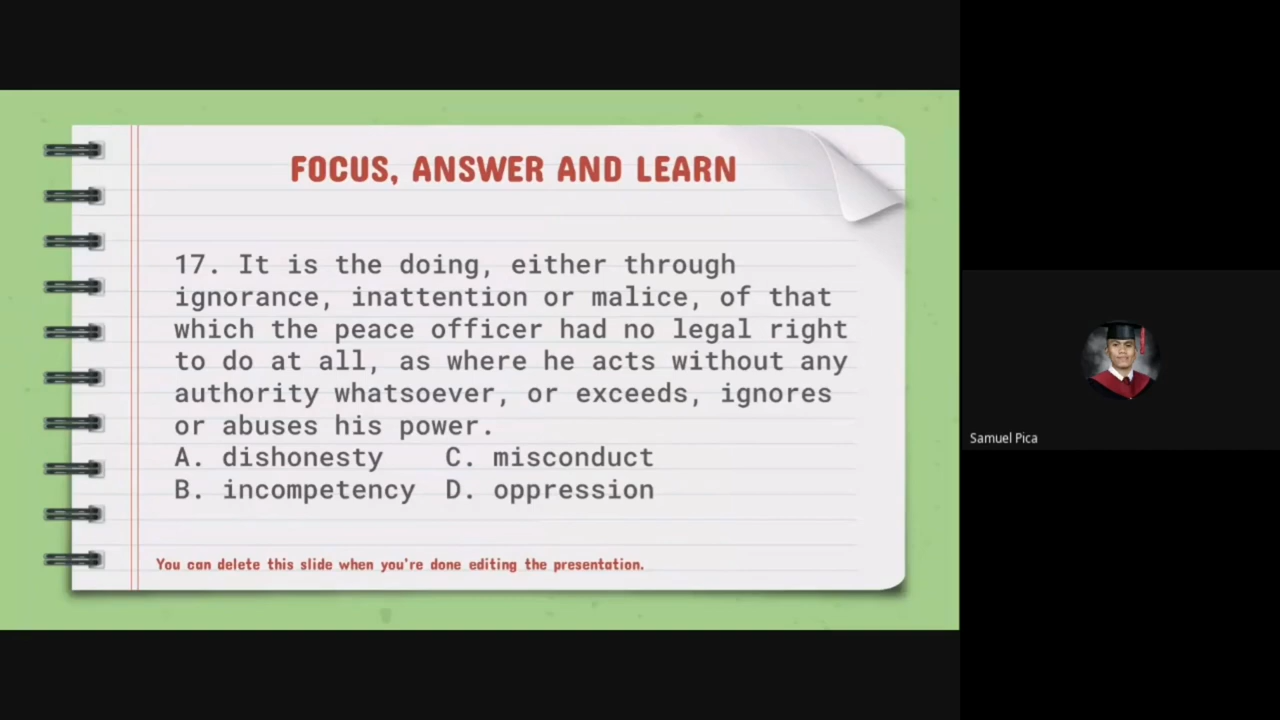 FOCUS, ANSWER AND LEARN
17. It is the doing, either through
ignorance, inattention or malice, of that
which the peace officer had no legal right
to do at all, as where he acts without any
authority whatsoever, or exceeds, ignores
or abuses his power.
A. dishonesty C. misconduct
B. incompetency D. oppression
You can delete this slide when you're done editing the presentation.
Samuel Pica